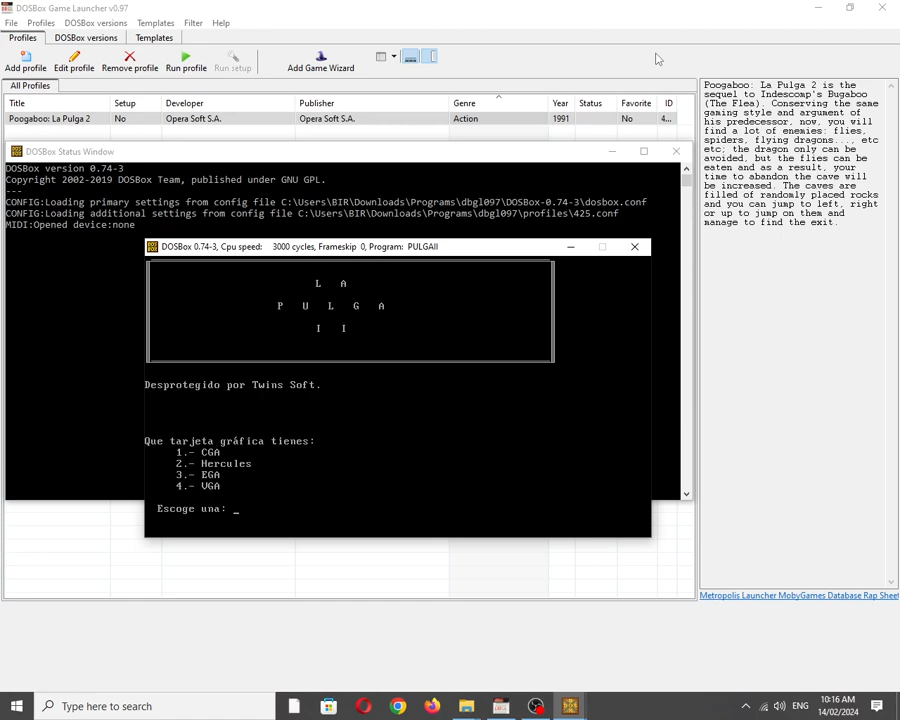 DOSBox Game Launcher v0.97
File Profiles DOSBox versions Templates Filter Help
Profiles DOSBox versions Templates
Add profile Edit profile Remove profile Run profile Run setup Add Game Wizard
All Profiles
Title Setup Developer Publisher Genre Year Status Favorite ID
Poogaboo: La Pulga 2 No Opera Soft S.A. Opera Soft S.A. Action 1991 No 4...
Poogaboo: La Pulga 2 is the
sequel to Indescomp's Bugaboo
(The Flea). Conserving the same
gaming style and argument of
his predecessor, now, you will
find a lot of enemies: flies,
spiders, flying dragons..., etc
etc; the dragon only can be
avoided, but the flies can be
eaten and as a result, your
time to abandon the cave will
be increased. The caves are
filled of randomly placed rocks
and you can jump to left, right
or up to jump on them and
manage to find the exit.
Metropolis Launcher MobyGames Database Rap Shee
DOSBox Status Window
DOSBox version 0.74-3
Copyright 2002-2019 DOSBox Team, published under GNU GPL.
---
CONFIG:Loading primary settings from config file C:\Users\BIR\Downloads\Programs\dbgl097\DOSBox-0.74-3\dosbox.conf
CONFIG:Loading additional settings from config file C:\Users\BIR\Downloads\Programs\dbgl097\profiles\425.conf
MIDI:Opened device:none
DOSBox 0.74-3, Cpu speed: 3000 cycles, Frameskip 0, Program: PULGAII
L A
P U L G A
I I
Desprotegido por Twins Soft.
Que tarjeta gráfica tienes:
1.- CGA
2.- Hercules
3.- EGA
4.- VGA
Escoge una: _
Type here to search
ENG
10:16 AM
14/02/2024